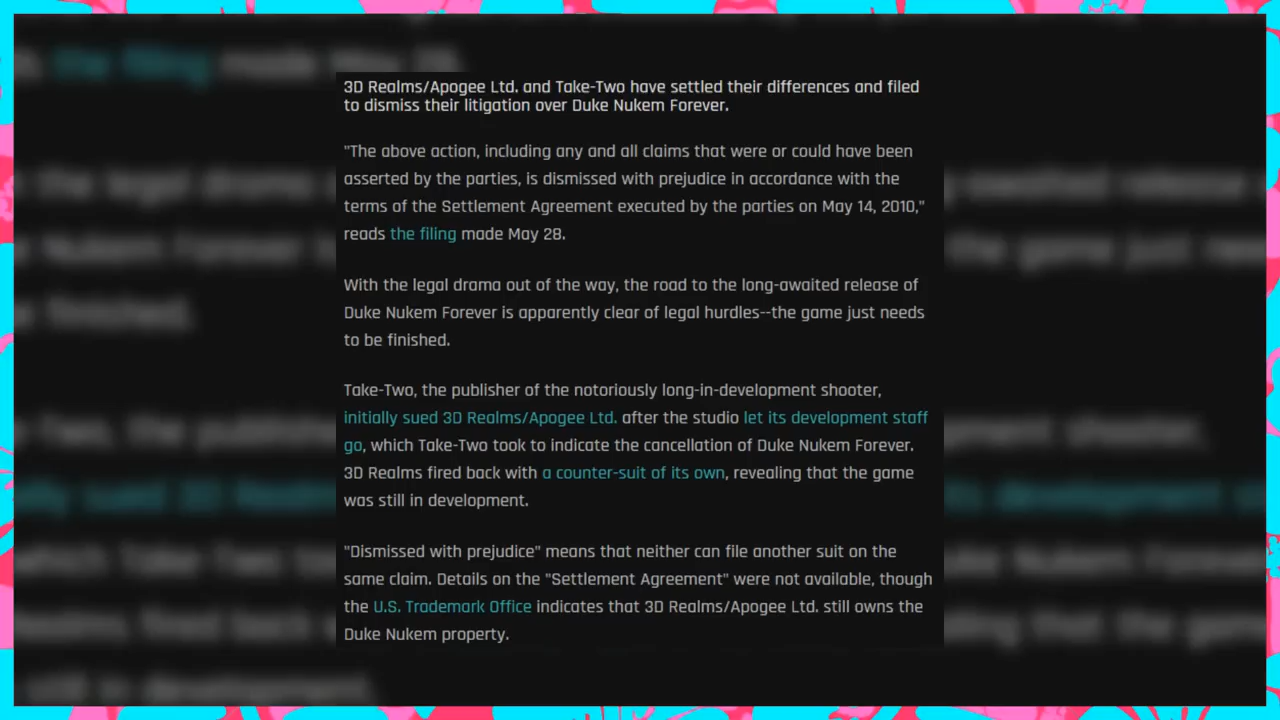 3D Realms/Apogee Ltd. and Take-Two have settled their differences and filed
to dismiss their litigation over Duke Nukem Forever.
"The above action, including any and all claims that were or could have been
asserted by the parties, is dismissed with prejudice in accordance with the
terms of the Settlement Agreement executed by the parties on May 14, 2010,"
reads the filing made May 28.
With the legal drama out of the way, the road to the long-awaited release of
Duke Nukem Forever is apparently clear of legal hurdles--the game just needs
to be finished.
Take-Two, the publisher of the notoriously long-in-development shooter,
initially sued 3D Realms/Apogee Ltd. after the studio let its development staff
go, which Take-Two took to indicate the cancellation of Duke Nukem Forever.
3D Realms fired back with a counter-suit of its own, revealing that the game
was still in development.
"Dismissed with prejudice" means that neither can file another suit on the
same claim. Details on the "Settlement Agreement" were not available, though
the U.S. Trademark Office indicates that 3D Realms/Apogee Ltd. still owns the
Duke Nukem property.